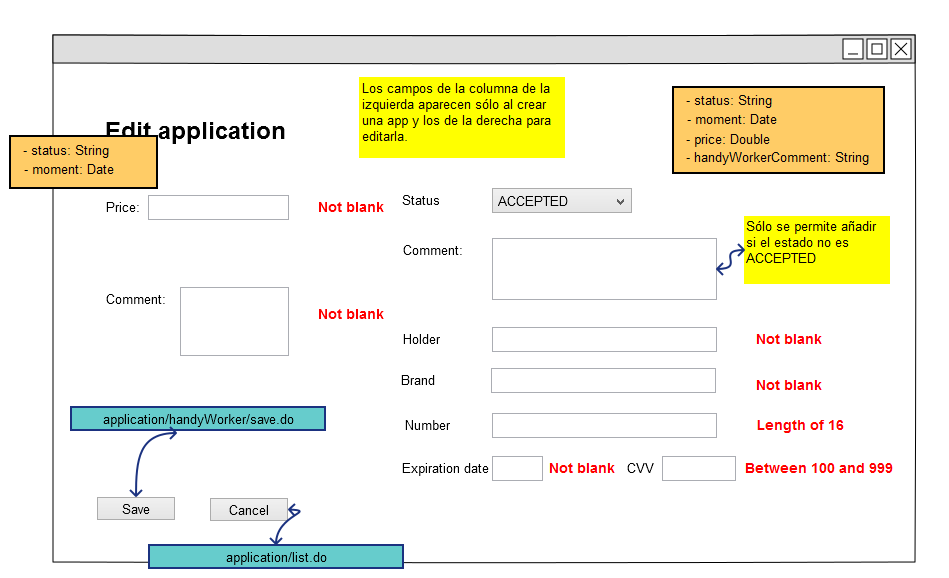 Los campos de la columna de la
izquierda aparecen sólo al crear
una app y los de la derecha para
editarla.
- status: String
- moment: Date
- price: Double
- handyWorkerComment: String
Edit application
- status: String
- moment: Date
Price:
Not blank
Status
ACCEPTED
Sólo se permite añadir
si el estado no es
ACCEPTED
Comment:
Comment:
Not blank
Holder
Not blank
Brand
Not blank
application/handyWorker/save.do
Number
Length of 16
Expiration date
Not blank
CVV
Between 100 and 999
Save
Cancel
application/list.do